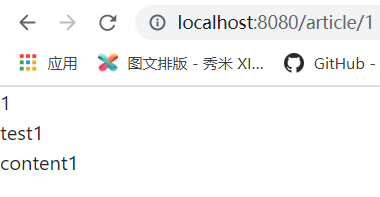 localhost:8080/article/1
应用 图文排版 - 秀米 XI... GitHub -
1
test1
content1